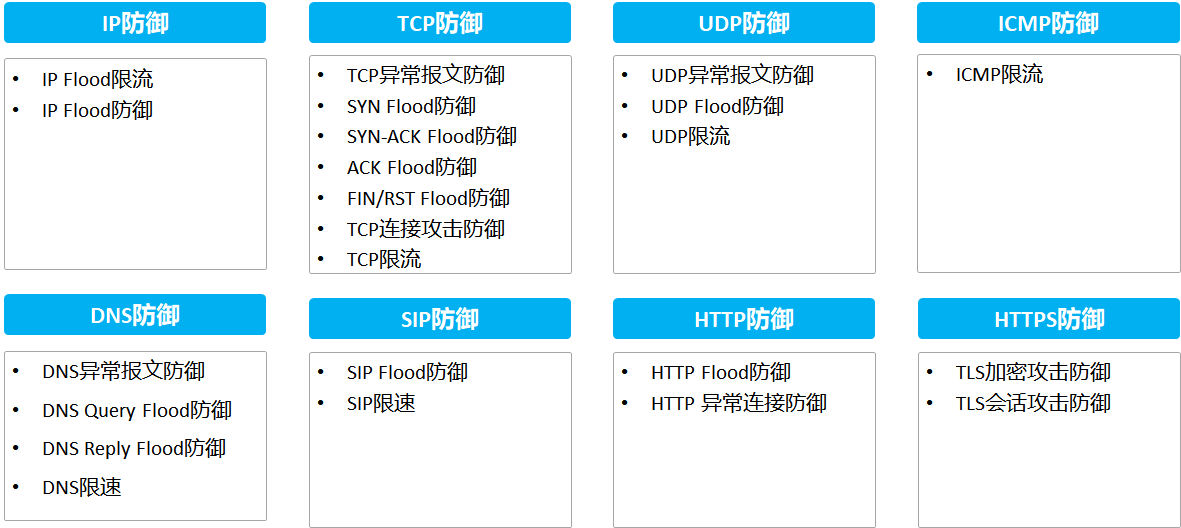 IP防御
• IP Flood限流
• IP Flood防御
TCP防御
• TCP异常报文防御
• SYN Flood防御
• SYN-ACK Flood防御
• ACK Flood防御
• FIN/RST Flood防御
• TCP连接攻击防御
• TCP限流
UDP防御
• UDP异常报文防御
• UDP Flood防御
• UDP限流
ICMP防御
• ICMP限流
DNS防御
• DNS异常报文防御
• DNS Query Flood防御
• DNS Reply Flood防御
• DNS限速
SIP防御
• SIP Flood防御
• SIP限速
HTTP防御
• HTTP Flood防御
• HTTP 异常连接防御
HTTPS防御
• TLS加密攻击防御
• TLS会话攻击防御